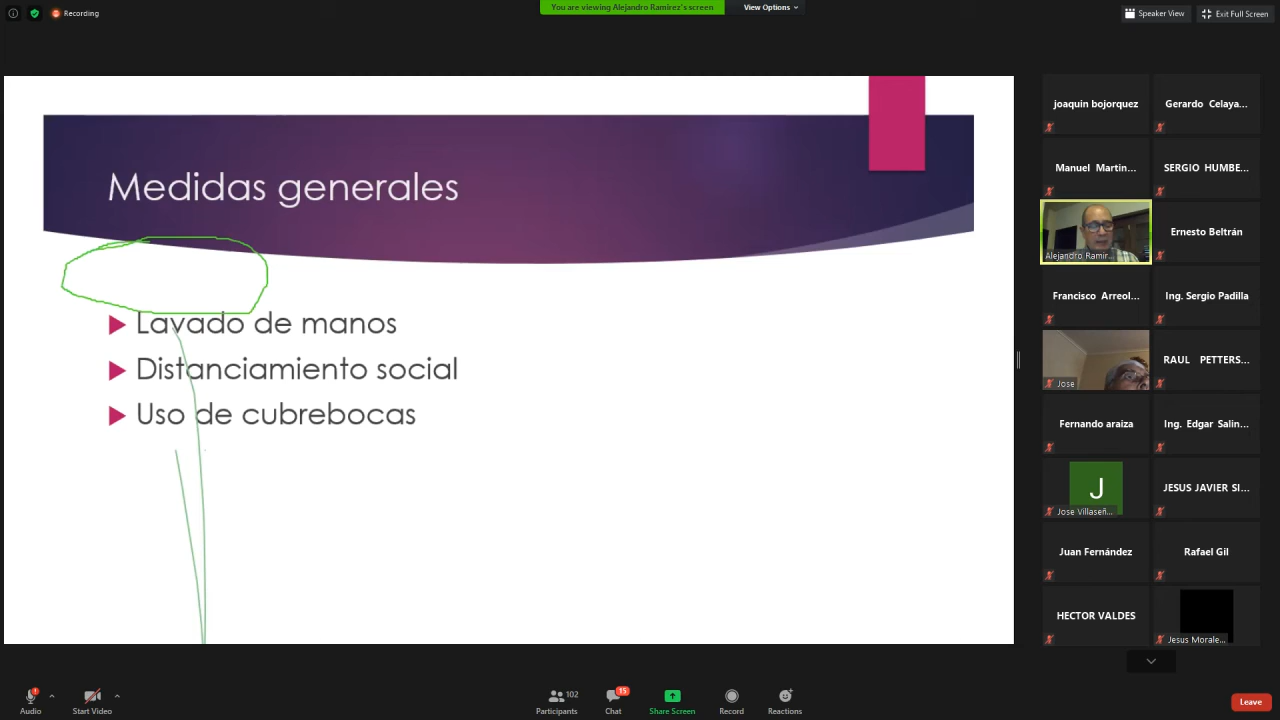 Recording
You are viewing Alejandro Ramirez's screen
View Options
Speaker View
Exit Full Screen
Medidas generales
Lavado de manos
Distanciamiento social
Uso de cubrebocas
joaquin bojorquez
Gerardo Celaya...
Manuel Martin...
SERGIO HUMBE...
Alejandro Ramír...
Ernesto Beltrán
Francisco Arreol...
Ing. Sergio Padilla
Jose
RAUL PETTERS...
Fernando araiza
Ing. Edgar Salin...
J
Jose Villaseñ...
JESUS JAVIER SI...
Juan Fernández
Rafael Gil
HECTOR VALDES
Jesus Morale...
Audio
Start Video
102
Participants
15
Chat
Share Screen
Record
Reactions
Leave